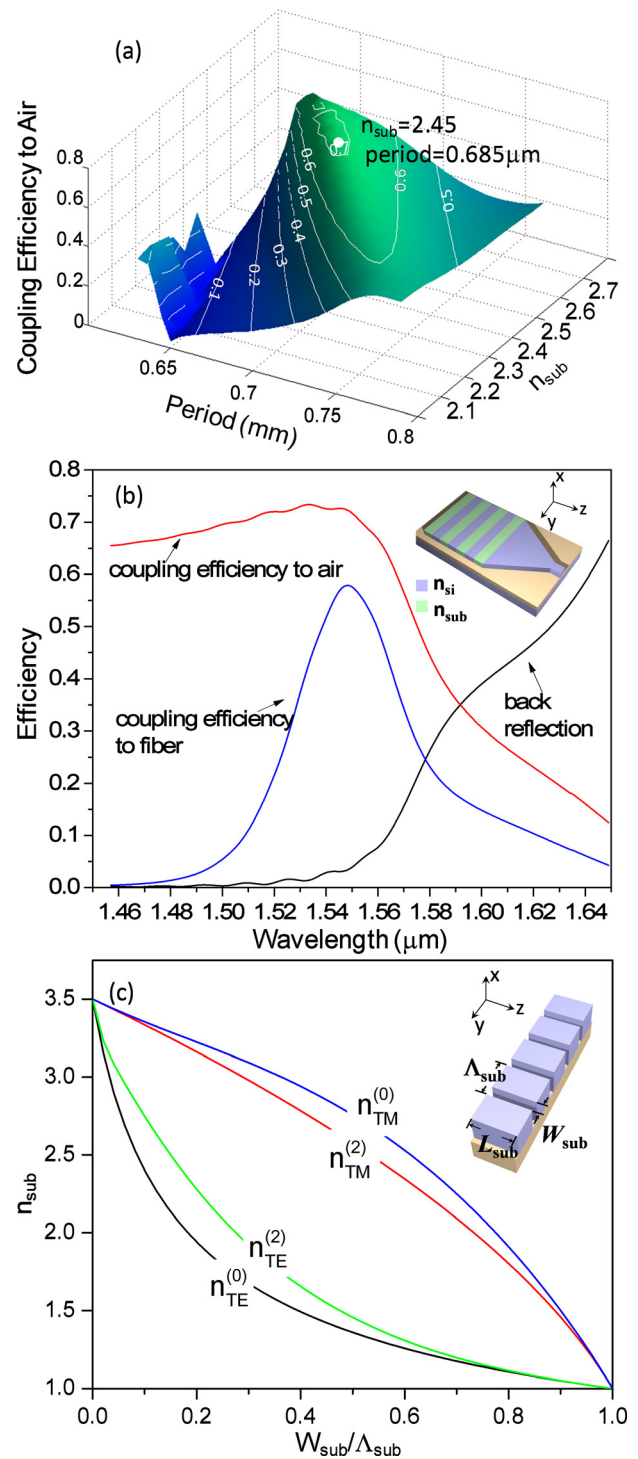 (a)
Coupling Efficiency to Air
0.8
0.6
0.4
0.2
0
n_sub=2.45
period=0.685μm
0.1
0.2
0.3
0.4
0.5
0.6
0.6
0.5
0.65
0.7
0.75
0.8
Period (mm)
2.1
2.2
2.3
2.4
2.5
2.6
2.7
n_sub
(b)
0.8
0.7
0.6
0.5
0.4
0.3
0.2
0.1
0.0
Efficiency
x
y
z
n_si
n_sub
coupling efficiency to air
coupling efficiency
to fiber
back
reflection
1.46 1.48 1.50 1.52 1.54 1.56 1.58 1.60 1.62 1.64
Wavelength (μm)
(c)
3.5
3.0
2.5
2.0
1.5
1.0
n_sub
x
y
z
Λ_sub
L_sub
W_sub
n_TM^(0)
n_TM^(2)
n_TE^(2)
n_TE^(0)
0.0 0.2 0.4 0.6 0.8 1.0
W_sub/Λ_sub